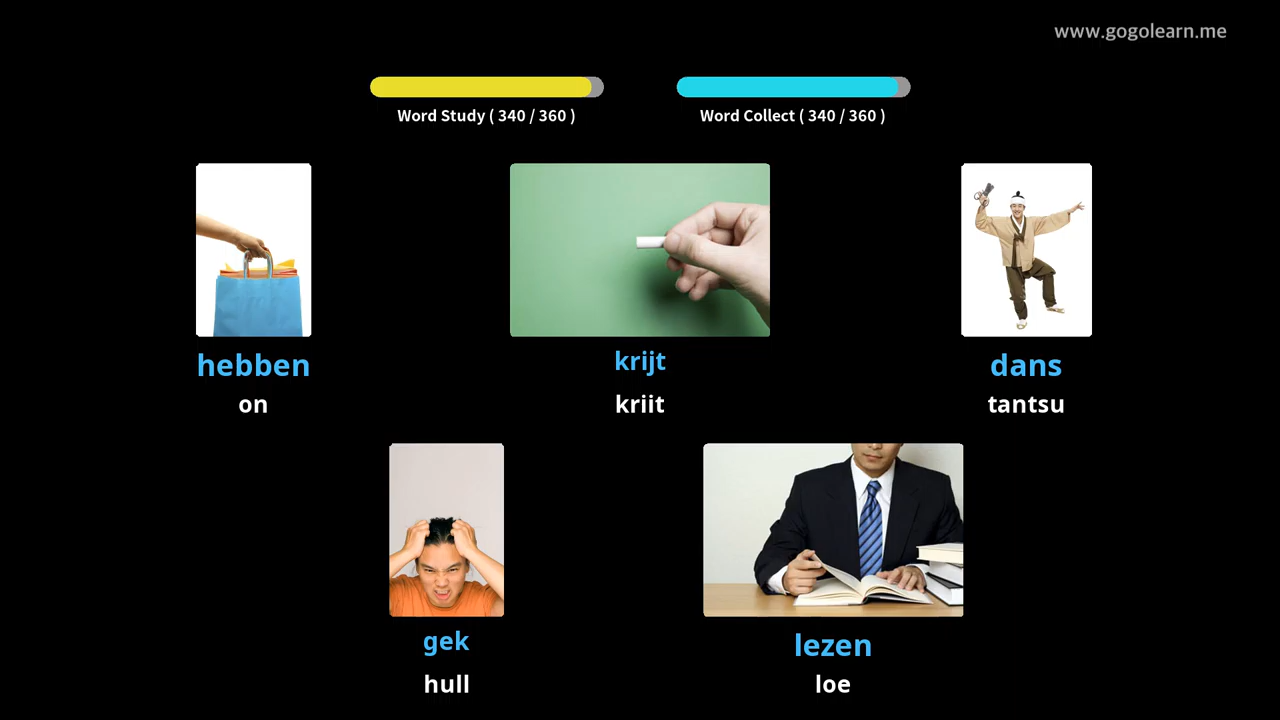 www.gogolearn.me
Word Study ( 340 / 360 )
Word Collect ( 340 / 360 )
hebben
on
krijt
kriit
dans
tantsu
gek
hull
lezen
loe